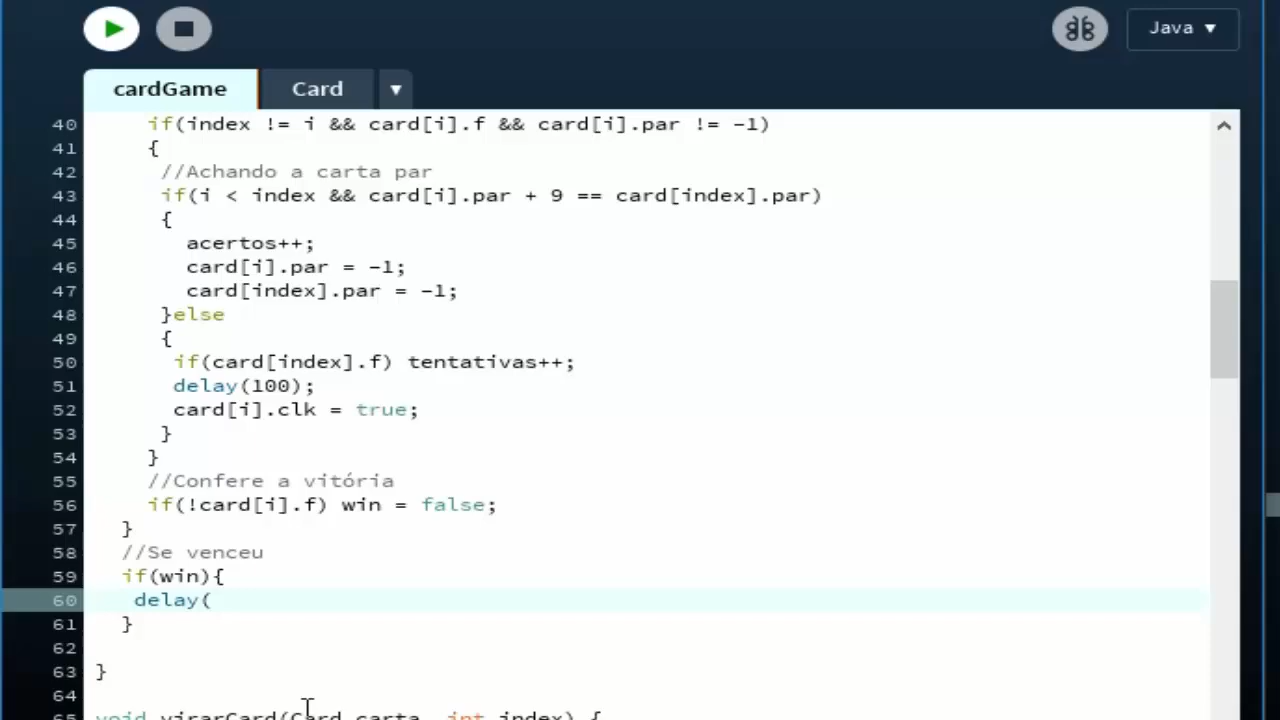 Java ▼
cardGame Card ▼
40 if(index != i && card[i].f && card[i].par != -1)
41 {
42 //Achando a carta par
43 if(i < index && card[i].par + 9 == card[index].par)
44 {
45 acertos++;
46 card[i].par = -1;
47 card[index].par = -1;
48 }else
49 {
50 if(card[index].f) tentativas++;
51 delay(100);
52 card[i].clk = true;
53 }
54 }
55 //Confere a vitória
56 if(!card[i].f) win = false;
57 }
58 //Se venceu
59 if(win){
60 delay(
61 }
62
63 }
64
65 void virarCard(Card carta, int index) {